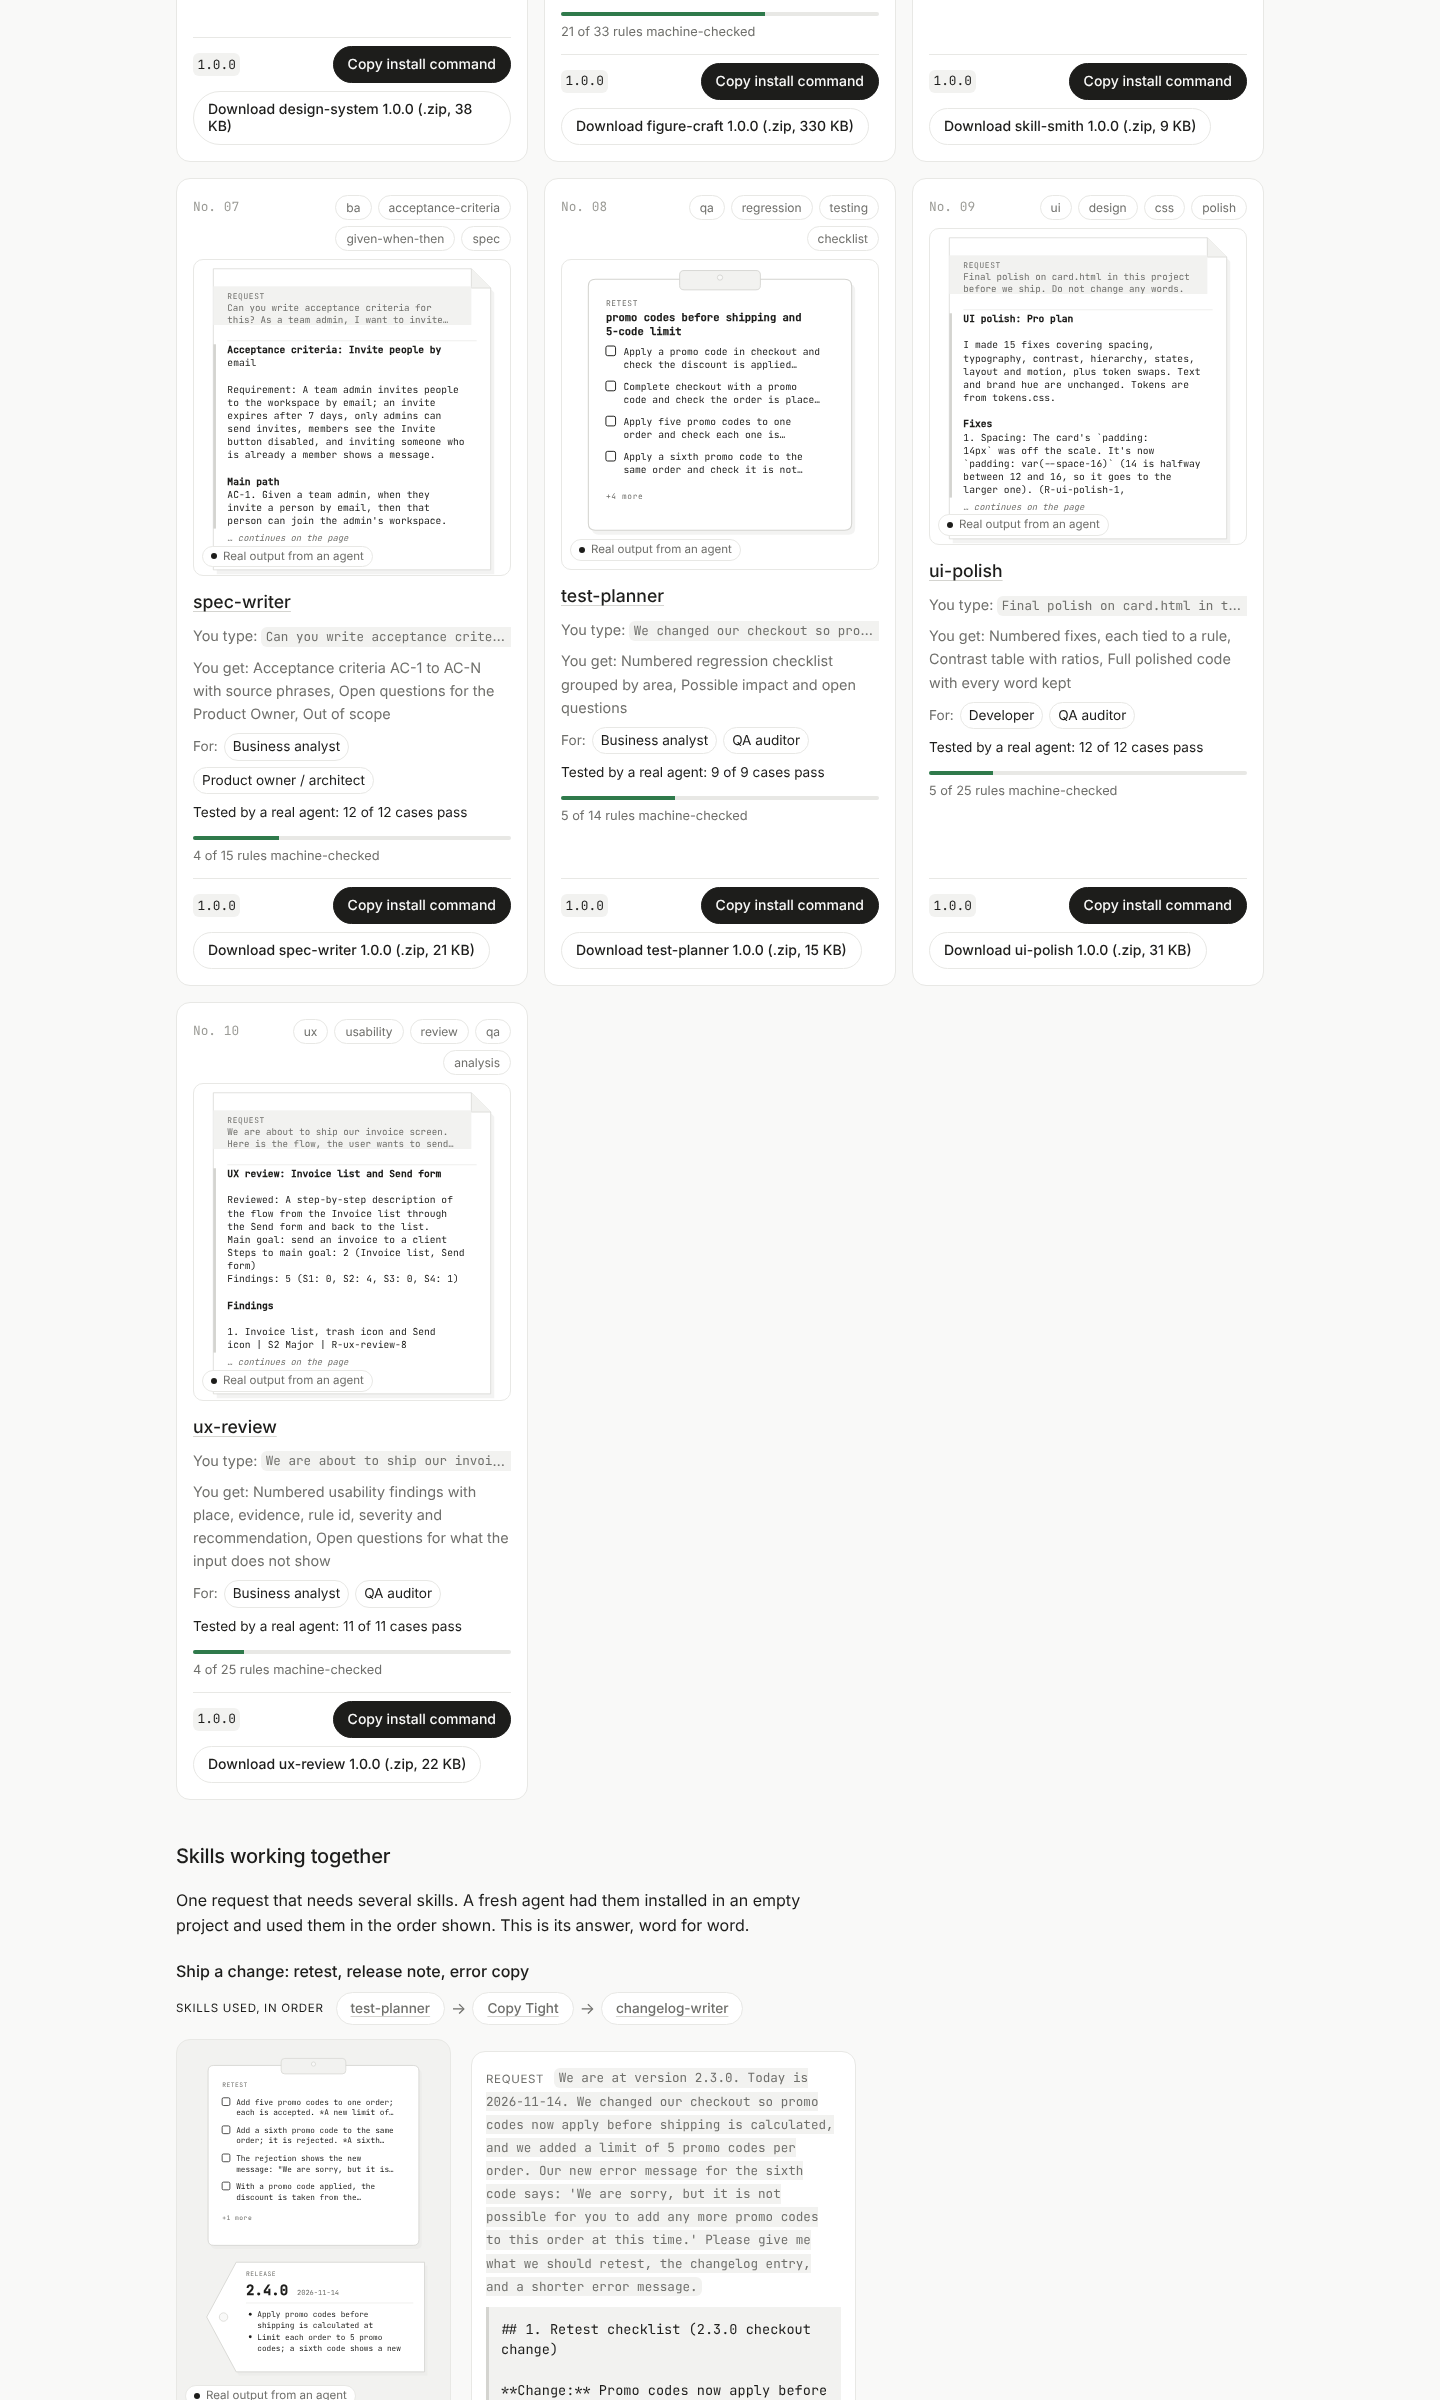 21 of 33 rules machine-checked
1.0.0
Copy install command
Download design-system 1.0.0 (.zip, 38
KB)
1.0.0
Copy install command
Download figure-craft 1.0.0 (.zip, 330 KB)
1.0.0
Copy install command
Download skill-smith 1.0.0 (.zip, 9 KB)
No. 07
ba
acceptance-criteria
given-when-then
spec
REQUEST
Can you write acceptance criteria for
this? As a team admin, I want to invite…
Acceptance criteria: Invite people by
email
Requirement: A team admin invites people
to the workspace by email; an invite
expires after 7 days, only admins can
send invites, members see the Invite
button disabled, and inviting someone who
is already a member shows a message.
Main path
AC-1. Given a team admin, when they
invite a person by email, then that
person can join the admin's workspace.
… continues on the page
Real output from an agent
spec-writer
You type: Can you write acceptance crite...
You get: Acceptance criteria AC-1 to AC-N
with source phrases, Open questions for the
Product Owner, Out of scope
For: Business analyst
Product owner / architect
Tested by a real agent: 12 of 12 cases pass
4 of 15 rules machine-checked
1.0.0
Copy install command
Download spec-writer 1.0.0 (.zip, 21 KB)
No. 08
qa
regression
testing
checklist
RETEST
promo codes before shipping and
5-code limit
Apply a promo code in checkout and
check the discount is applied…
Complete checkout with a promo
code and check the order is place…
Apply five promo codes to one
order and check each one is…
Apply a sixth promo code to the
same order and check it is not…
+4 more
Real output from an agent
test-planner
You type: We changed our checkout so pro...
You get: Numbered regression checklist
grouped by area, Possible impact and open
questions
For: Business analyst QA auditor
Tested by a real agent: 9 of 9 cases pass
5 of 14 rules machine-checked
1.0.0
Copy install command
Download test-planner 1.0.0 (.zip, 15 KB)
No. 09
ui
design
css
polish
REQUEST
Final polish on card.html in this project
before we ship. Do not change any words.
UI polish: Pro plan
I made 15 fixes covering spacing,
typography, contrast, hierarchy, states,
layout and motion, plus token swaps. Text
and brand hue are unchanged. Tokens are
from tokens.css.
Fixes
1. Spacing: The card's `padding:
14px` was off the scale. It's now
`padding: var(--space-16)` (14 is halfway
between 12 and 16, so it goes to the
larger one). (R-ui-polish-1,
… continues on the page
Real output from an agent
ui-polish
You type: Final polish on card.html in t...
You get: Numbered fixes, each tied to a rule,
Contrast table with ratios, Full polished code
with every word kept
For: Developer QA auditor
Tested by a real agent: 12 of 12 cases pass
5 of 25 rules machine-checked
1.0.0
Copy install command
Download ui-polish 1.0.0 (.zip, 31 KB)
No. 10
ux
usability
review
qa
analysis
REQUEST
We are about to ship our invoice screen.
Here is the flow, the user wants to send…
UX review: Invoice list and Send form
Reviewed: A step-by-step description of
the flow from the Invoice list through
the Send form and back to the list.
Main goal: send an invoice to a client
Steps to main goal: 2 (Invoice list, Send
form)
Findings: 5 (S1: 0, S2: 4, S3: 0, S4: 1)
Findings
1. Invoice list, trash icon and Send
icon | S2 Major | R-ux-review-8
… continues on the page
Real output from an agent
ux-review
You type: We are about to ship our invoi...
You get: Numbered usability findings with
place, evidence, rule id, severity and
recommendation, Open questions for what the
input does not show
For: Business analyst QA auditor
Tested by a real agent: 11 of 11 cases pass
4 of 25 rules machine-checked
1.0.0
Copy install command
Download ux-review 1.0.0 (.zip, 22 KB)
Skills working together
One request that needs several skills. A fresh agent had them installed in an empty
project and used them in the order shown. This is its answer, word for word.
Ship a change: retest, release note, error copy
SKILLS USED, IN ORDER test-planner → Copy Tight → changelog-writer
RETEST
Add five promo codes to one order;
each is accepted. *A new limit of…
Add a sixth promo code to the same
order; it is rejected. *A sixth…
The rejection shows the new
message: "We are sorry, but it is…
With a promo code applied, the
discount is taken from the…
+1 more
RELEASE
2.4.0 2026-11-14
• Apply promo codes before
shipping is calculated at
• Limit each order to 5 promo
codes; a sixth code shows a new
Real output from an agent
REQUEST We are at version 2.3.0. Today is
2026-11-14. We changed our checkout so promo
codes now apply before shipping is calculated,
and we added a limit of 5 promo codes per
order. Our new error message for the sixth
code says: 'We are sorry, but it is not
possible for you to add any more promo codes
to this order at this time.' Please give me
what we should retest, the changelog entry,
and a shorter error message.
## 1. Retest checklist (2.3.0 checkout
change)
**Change:** Promo codes now apply before